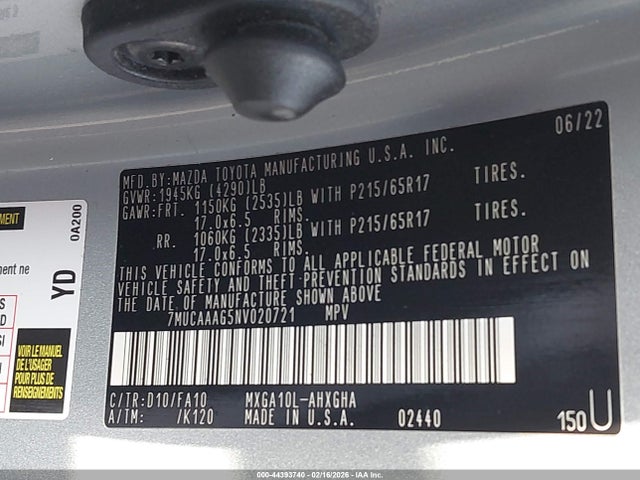 06/22
MFD.BY:MAZDA TOYOTA MANUFACTURING U.S.A. INC.
GVWR:1945KG (4290)LB
GAWR:FRT. 1150KG (2535)LB WITH P215/65R17 TIRES.
17.0x6.5 RIMS.
RR. 1060KG (2335)LB WITH P215/65R17 TIRES.
17.0x6.5 RIMS.
THIS VEHICLE CONFORMS TO ALL APPLICABLE FEDERAL MOTOR
VEHICLE SAFETY AND THEFT-PREVENTION STANDARDS IN EFFECT ON
THE DATE OF MANUFACTURE SHOWN ABOVE
7MUCAAAG5NV020721 MPV
C/TR:D10/FA10 MXGA10L-AHXGHA
A/TM: /K120 MADE IN U.S.A. 02440
150 U
0A200
YD
ment ne
VOIR LE MANUEL
DE L'USAGER
POUR PLUS DE
RENSEIGNEMENTS
000-44393740 - 02/16/2026 - IAA Inc.